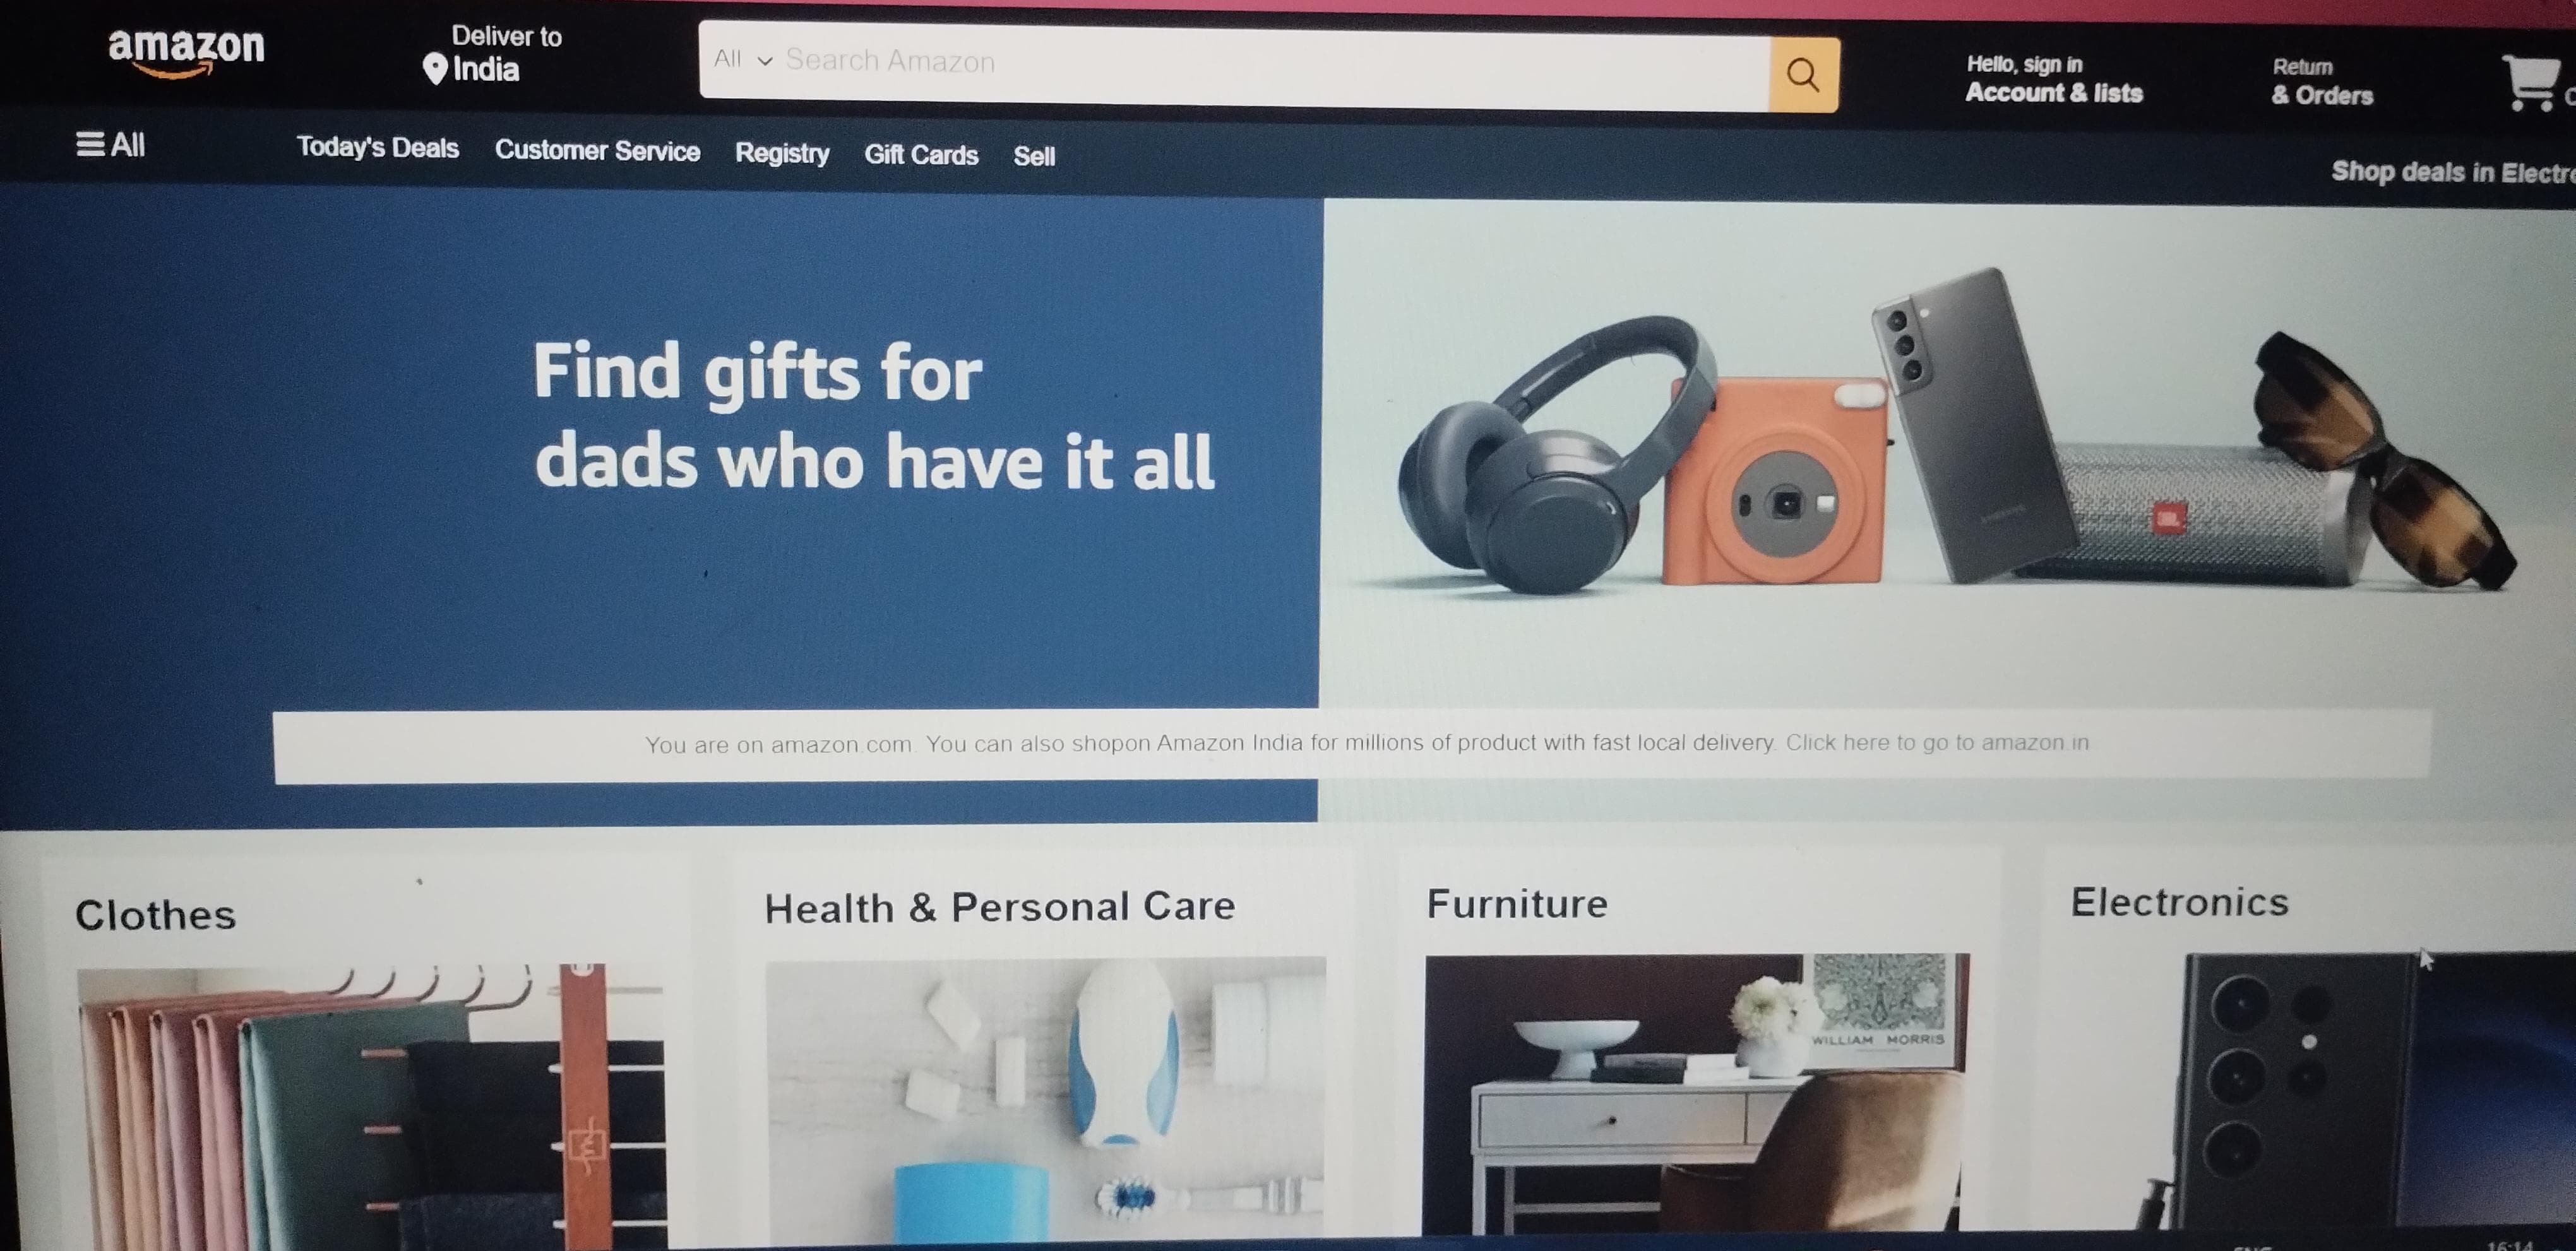 amazon
Deliver to
India
All
Search Amazon
Hello, sign in
Account & lists
Return
& Orders
All
Today's Deals
Customer Service
Registry
Gift Cards
Sell
Shop deals in
Find gifts for
dads who have it all
JBL
You are on amazon.com. You can also shopon Amazon India for millions of product with fast local delivery. Click here to go to amazon.in
Clothes
Health & Personal Care
Furniture
Electronics
WILLIAM MORRIS